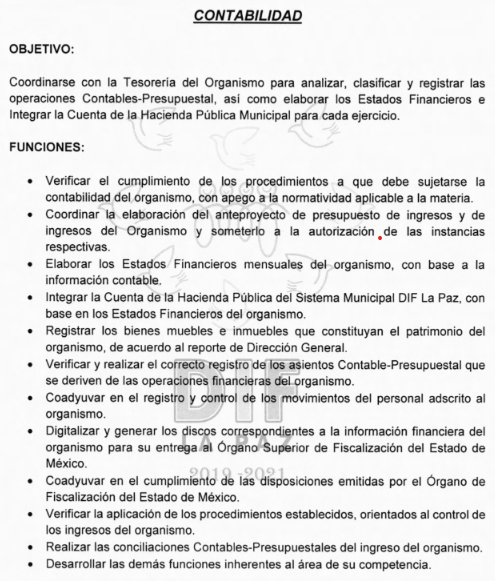 CONTABILIDAD
OBJETIVO:
Coordinarse con la Tesorería del Organismo para analizar, clasificar y registrar las
operaciones Contables-Presupuestal, así como elaborar los Estados Financieros e
Integrar la Cuenta de la Hacienda Pública Municipal para cada ejercicio.
FUNCIONES:
• Verificar el cumplimiento de los procedimientos a que debe sujetarse la
contabilidad del organismo, con apego a la normatividad aplicable a la materia.
• Coordinar la elaboración del anteproyecto de presupuesto de ingresos y de
ingresos del Organismo y someterlo a la autorización de las instancias
respectivas.
• Elaborar los Estados Financieros mensuales del organismo, con base a la
información contable.
• Integrar la Cuenta de la Hacienda Pública del Sistema Municipal DIF La Paz, con
base en los Estados Financieros del organismo.
• Registrar los bienes muebles e inmuebles que constituyan el patrimonio del
organismo, de acuerdo al reporte de Dirección General.
• Verificar y realizar el correcto registro de los asientos Contable-Presupuestal que
se deriven de las operaciones financieras del organismo.
• Coadyuvar en el registro y control de los movimientos del personal adscrito al
organismo.
• Digitalizar y generar los discos correspondientes a la información financiera del
organismo para su entrega al Órgano Superior de Fiscalización del Estado de
México.
• Coadyuvar en el cumplimiento de las disposiciones emitidas por el Órgano de
Fiscalización del Estado de México.
• Verificar la aplicación de los procedimientos establecidos, orientados al control de
los ingresos del organismo.
• Realizar las conciliaciones Contables-Presupuestales del ingreso del organismo.
• Desarrollar las demás funciones inherentes al área de su competencia.
DIF
LA PAZ
2019-2021